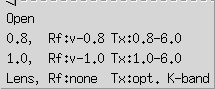 Open
0.8, Rf:v-0.8 Tx:0.8-6.0
1.0, Rf:v-1.0 Tx:1.0-6.0
Lens, Rf:none Tx:opt. K-band